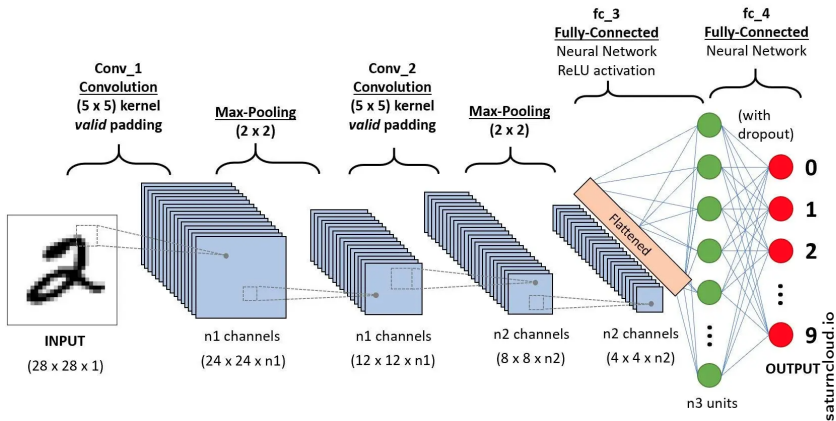 fc_3
Fully-Connected
Neural Network
ReLU activation
fc_4
Fully-Connected
Neural Network
Conv_1
Convolution
(5 x 5) kernel
valid padding
Max-Pooling
(2 x 2)
Conv_2
Convolution
(5 x 5) kernel
valid padding
Max-Pooling
(2 x 2)
(with
dropout)
0
1
2
9
Flattened
INPUT
(28 x 28 x 1)
n1 channels
(24 x 24 x n1)
n1 channels
(12 x 12 x n1)
n2 channels
(8 x 8 x n2)
n2 channels
(4 x 4 x n2)
n3 units
OUTPUT
saturncloud.io
2